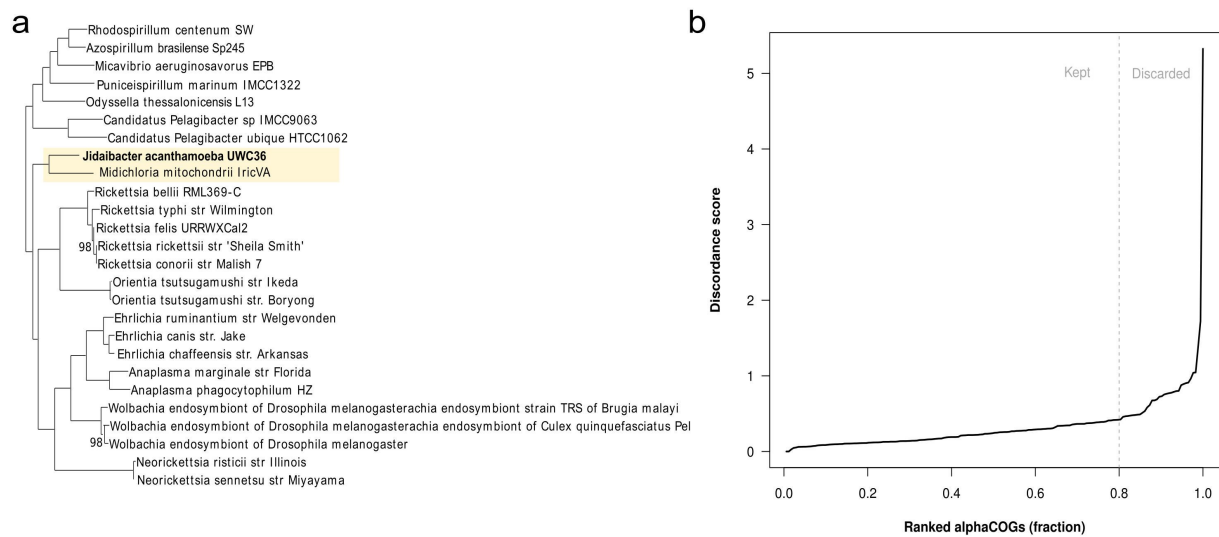 a
Rhodospirillum centenum SW
Azospirillum brasilense Sp245
Micavibrio aeruginosavorus EPB
Puniceispirillum marinum IMCC1322
Odyssella thessalonicensis L13
Candidatus Pelagibacter sp IMCC9063
Candidatus Pelagibacter ubique HTCC1062
Jidaibacter acanthamoeba UWC36
Midichloria mitochondrii IricVA
Rickettsia bellii RML369-C
Rickettsia typhi str Wilmington
Rickettsia felis URRWXCal2
98 Rickettsia rickettsii str 'Sheila Smith'
Rickettsia conorii str Malish 7
Orientia tsutsugamushi str Ikeda
Orientia tsutsugamushi str. Boryong
Ehrlichia ruminantium str Welgevonden
Ehrlichia canis str. Jake
Ehrlichia chaffeensis str. Arkansas
Anaplasma marginale str Florida
Anaplasma phagocytophilum HZ
Wolbachia endosymbiont of Drosophila melanogasterachia endosymbiont strain TRS of Brugia malayi
Wolbachia endosymbiont of Drosophila melanogasterachia endosymbiont of Culex quinquefasciatus Pel
98 Wolbachia endosymbiont of Drosophila melanogaster
Neorickettsia risticii str Illinois
Neorickettsia sennetsu str Miyayama
b
Kept
Discarded
Discordance score
5
4
3
2
1
0
0.0 0.2 0.4 0.6 0.8 1.0
Ranked alphaCOGs (fraction)